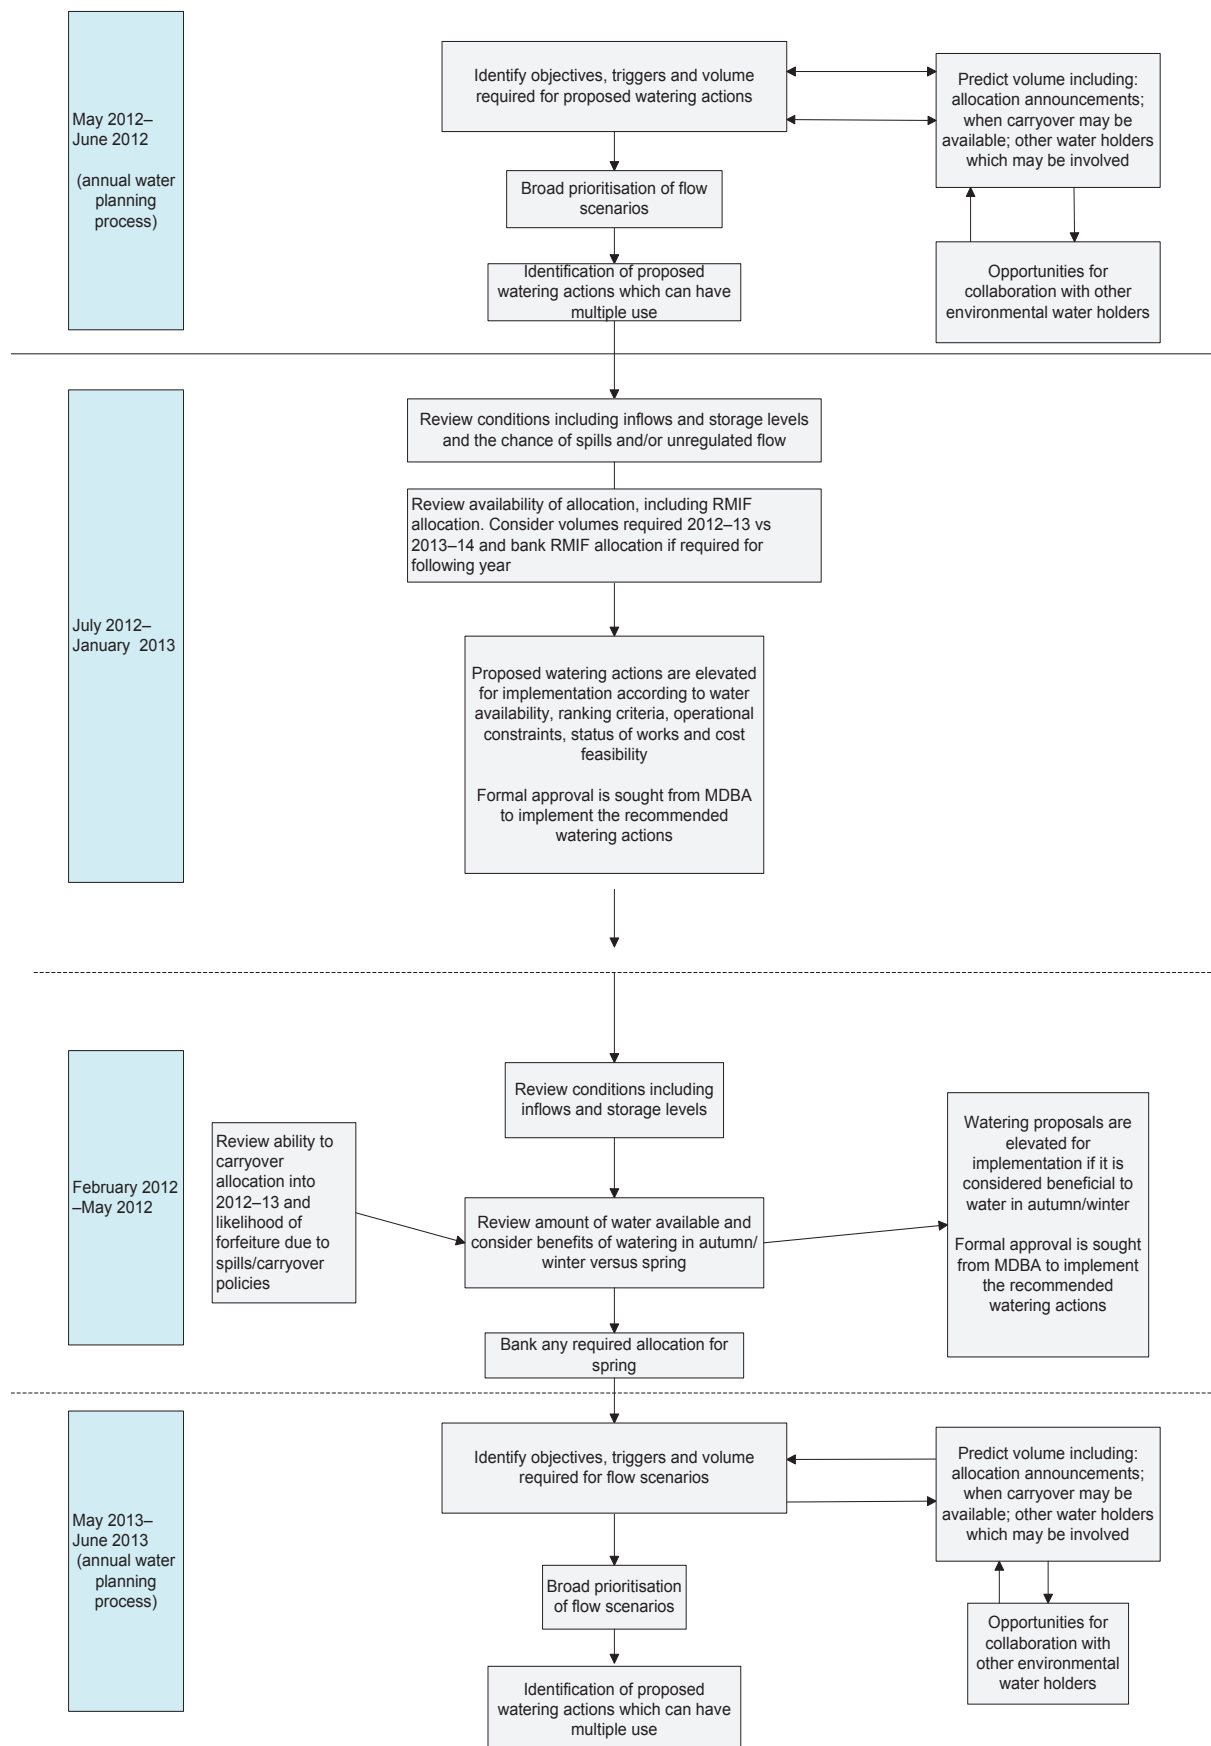 May 2012–
June 2012
(annual water
planning
process)
Identify objectives, triggers and volume
required for proposed watering actions
Predict volume including:
allocation announcements;
when carryover may be
available; other water holders
which may be involved
Broad prioritisation of flow
scenarios
Identification of proposed
watering actions which can have
multiple use
Opportunities for
collaboration with other
environmental water holders
July 2012–
January 2013
Review conditions including inflows and storage levels
and the chance of spills and/or unregulated flow
Review availability of allocation, including RMIF
allocation. Consider volumes required 2012–13 vs
2013–14 and bank RMIF allocation if required for
following year
Proposed watering actions are elevated
for implementation according to water
availability, ranking criteria, operational
constraints, status of works and cost
feasibility
Formal approval is sought from MDBA
to implement the recommended
watering actions
February 2012
–May 2012
Review conditions including
inflows and storage levels
Review ability to
carryover
allocation into
2012–13 and
likelihood of
forfeiture due to
spills/carryover
policies
Review amount of water available and
consider benefits of watering in autumn/
winter versus spring
Watering proposals are
elevated for
implementation if it is
considered beneficial to
water in autumn/winter
Formal approval is sought
from MDBA to implement
the recommended
watering actions
Bank any required allocation for
spring
May 2013–
June 2013
(annual water
planning
process)
Identify objectives, triggers and volume
required for flow scenarios
Predict volume including:
allocation announcements;
when carryover may be
available; other water holders
which may be involved
Broad prioritisation
of flow scenarios
Opportunities for
collaboration with
other environmental
water holders
Identification of proposed
watering actions which can have
multiple use